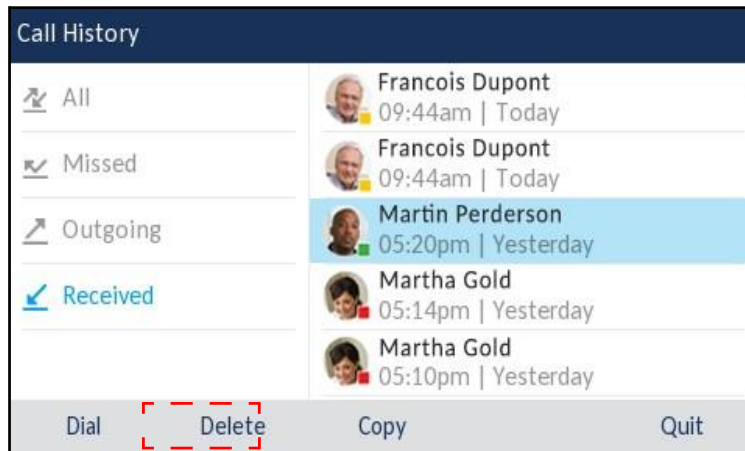 Call History
All
Missed
Outgoing
Received
Francois Dupont
09:44am | Today
Francois Dupont
09:44am | Today
Martin Perderson
05:20pm | Yesterday
Martha Gold
05:14pm | Yesterday
Martha Gold
05:10pm | Yesterday
Dial Delete Copy Quit